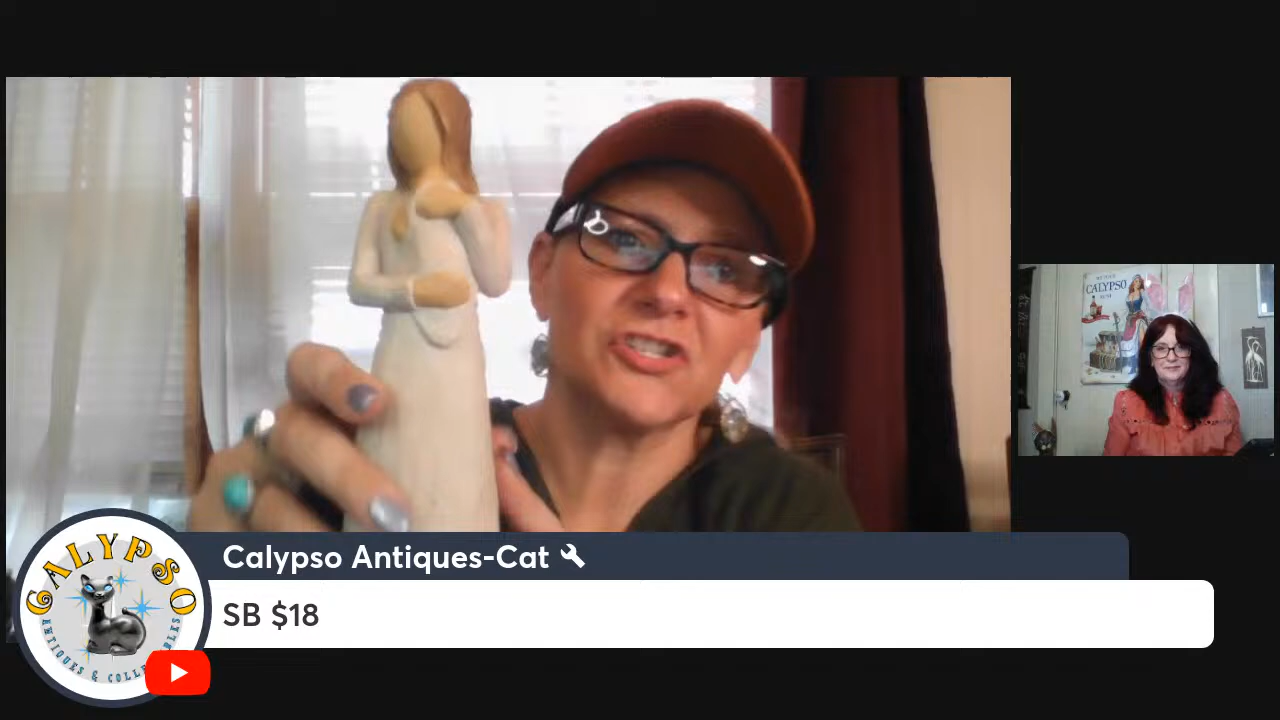 CALYPSO
Calypso Antiques-Cat
SB $18
CALYPSO
ANTIQUES & COLLECTIBLES